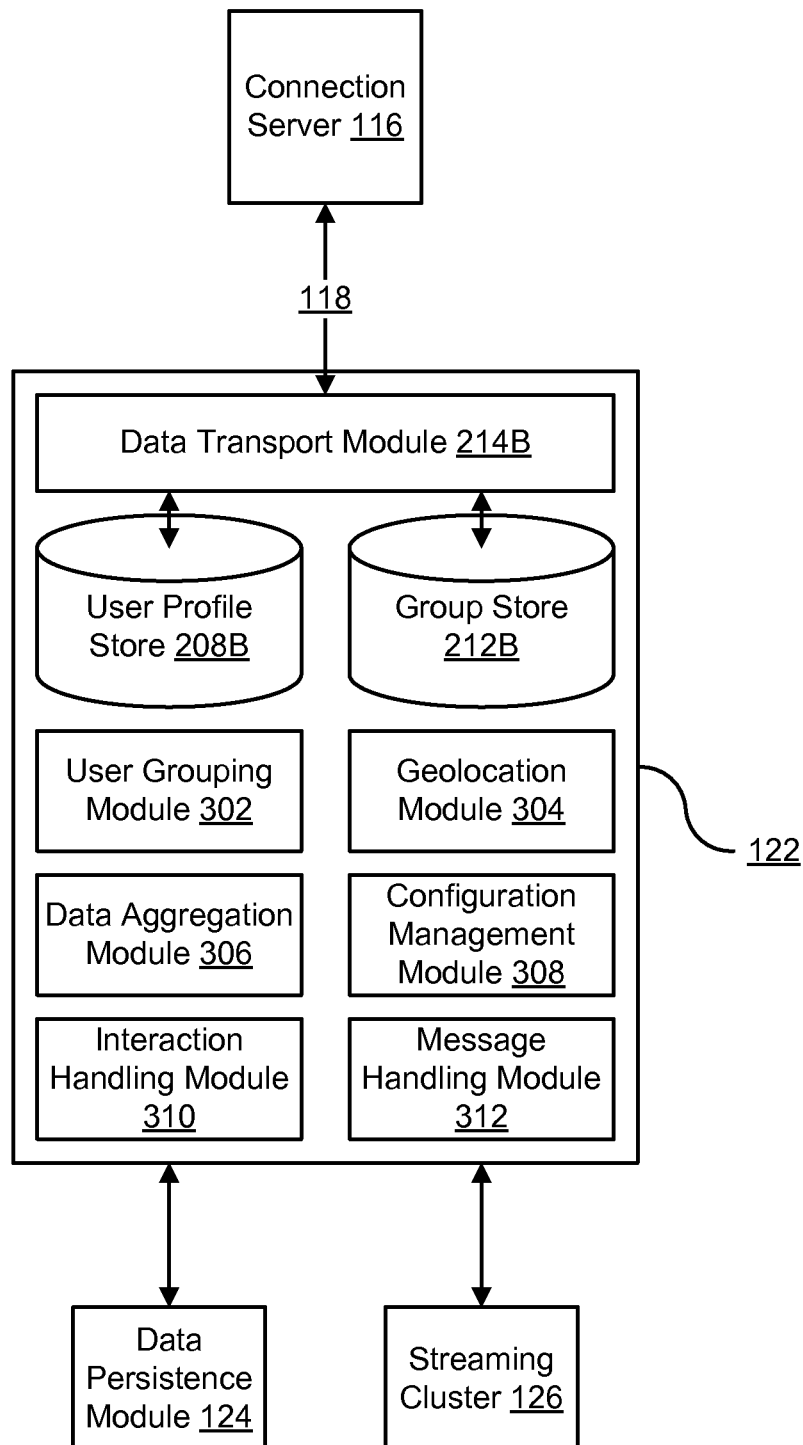 Connection
Server 116
118
Data Transport Module 214B
User Profile
Store 208B
Group Store
212B
User Grouping
Module 302
Geolocation
Module 304
122
Data Aggregation
Module 306
Configuration
Management
Module 308
Interaction
Handling Module
310
Message
Handling Module
312
Data
Persistence
Module 124
Streaming
Cluster 126